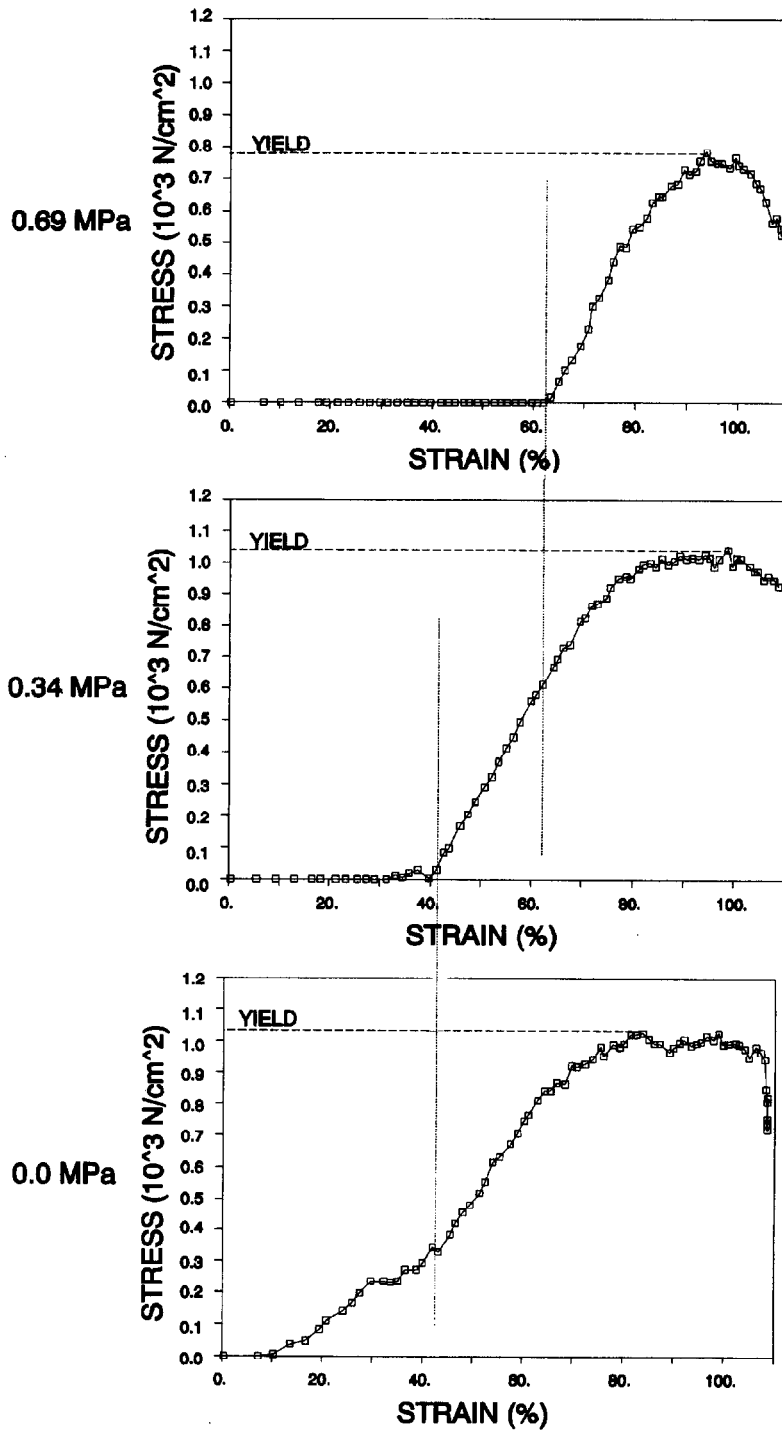 0.69 MPa
STRESS (10^3 N/cm^2)
1.2
1.1
1.0
0.9
0.8
0.7
0.6
0.5
0.4
0.3
0.2
0.1
0.0
YIELD
0. 20. 40. 60. 80. 100.
STRAIN (%)
0.34 MPa
STRESS (10^3 N/cm^2)
1.2
1.1
1.0
0.9
0.8
0.7
0.6
0.5
0.4
0.3
0.2
0.1
0.0
YIELD
0. 20. 40. 60. 80. 100.
STRAIN (%)
0.0 MPa
STRESS (10^3 N/cm^2)
1.2
1.1
1.0
0.9
0.8
0.7
0.6
0.5
0.4
0.3
0.2
0.1
0.0
YIELD
0. 20. 40. 60. 80. 100.
STRAIN (%)